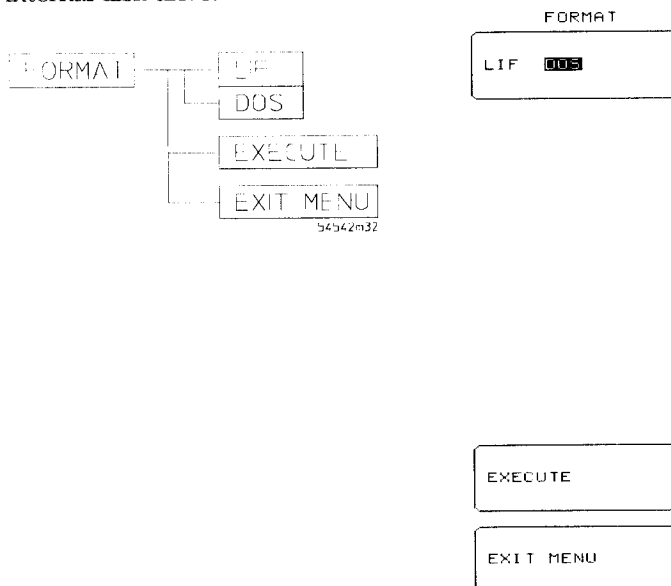 FORMAT
LIF
DOS
EXECUTE
EXIT MENU
54542m32
FORMAT
LIF DOS
EXECUTE
EXIT MENU